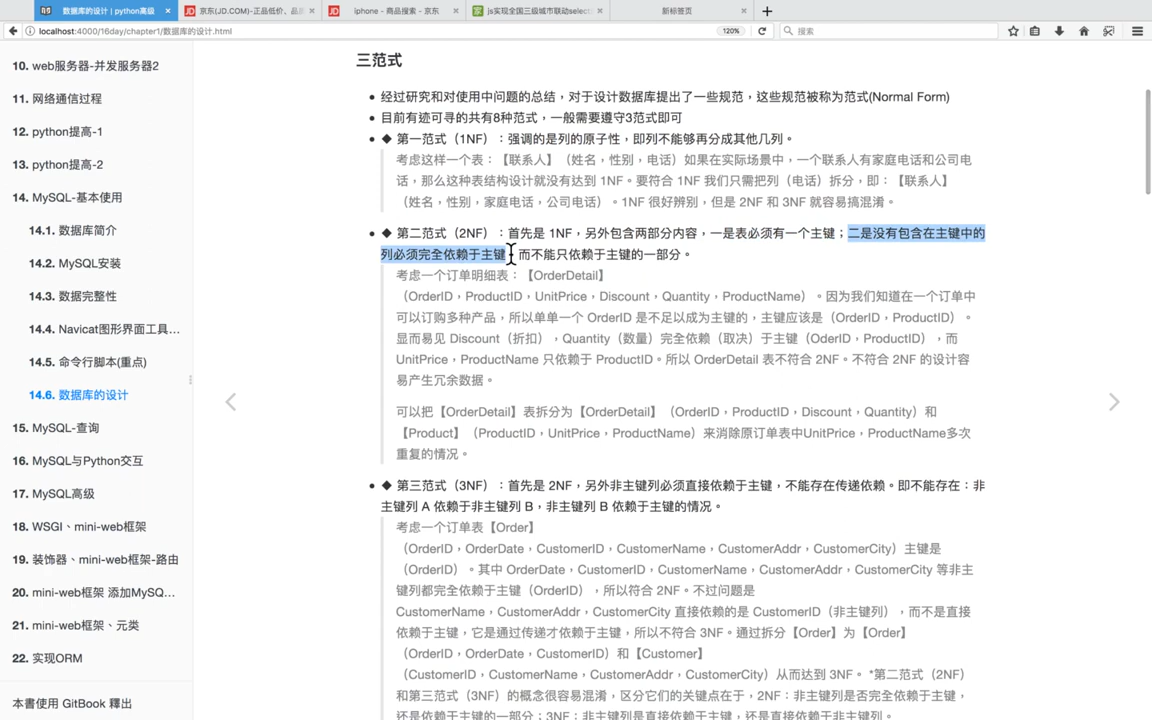 数据库的设计 | python高级
京东(JD.COM)-正品低价、品质
iphone - 商品搜索 - 京东
js实现全国三级城市联动select
新标签页
localhost:4000/16day/chapter1/数据库的设计.html
120%
搜索
10. web服务器-并发服务器2
11. 网络通信过程
12. python提高-1
13. python提高-2
14. MySQL-基本使用
14.1. 数据库简介
14.2. MySQL安装
14.3. 数据完整性
14.4. Navicat图形界面工具…
14.5. 命令行脚本(重点)
14.6. 数据库的设计
15. MySQL-查询
16. MySQL与Python交互
17. MySQL高级
18. WSGI、mini-web框架
19. 装饰器、mini-web框架-路由
20. mini-web框架 添加MySQ…
21. mini-web框架、元类
22. 实现ORM
本書使用 GitBook 釋出
三范式
• 经过研究和对使用中问题的总结，对于设计数据库提出了一些规范，这些规范被称为范式(Normal Form)
• 目前有迹可寻的共有8种范式，一般需要遵守3范式即可
• ◆ 第一范式（1NF）：强调的是列的原子性，即列不能够再分成其他几列。
考虑这样一个表：【联系人】（姓名，性别，电话）如果在实际场景中，一个联系人有家庭电话和公司电
话，那么这种表结构设计就没有达到 1NF。要符合 1NF 我们只需把列（电话）拆分，即：【联系人】
（姓名，性别，家庭电话，公司电话）。1NF 很好辨别，但是 2NF 和 3NF 就容易搞混淆。
• ◆ 第二范式（2NF）：首先是 1NF，另外包含两部分内容，一是表必须有一个主键；二是没有包含在主键中的
列必须完全依赖于主键，而不能只依赖于主键的一部分。
考虑一个订单明细表：【OrderDetail】
（OrderID，ProductID，UnitPrice，Discount，Quantity，ProductName）。因为我们知道在一个订单中
可以订购多种产品，所以单单一个 OrderID 是不足以成为主键的，主键应该是（OrderID，ProductID）。
显而易见 Discount（折扣），Quantity（数量）完全依赖（取决）于主键（OderID，ProductID），而
UnitPrice，ProductName 只依赖于 ProductID。所以 OrderDetail 表不符合 2NF。不符合 2NF 的设计容
易产生冗余数据。
可以把【OrderDetail】表拆分为【OrderDetail】（OrderID，ProductID，Discount，Quantity）和
【Product】（ProductID，UnitPrice，ProductName）来消除原订单表中UnitPrice，ProductName多次
重复的情况。
• ◆ 第三范式（3NF）：首先是 2NF，另外非主键列必须直接依赖于主键，不能存在传递依赖。即不能存在：非
主键列 A 依赖于非主键列 B，非主键列 B 依赖于主键的情况。
考虑一个订单表【Order】
（OrderID，OrderDate，CustomerID，CustomerName，CustomerAddr，CustomerCity）主键是
（OrderID）。其中 OrderDate，CustomerID，CustomerName，CustomerAddr，CustomerCity 等非主
键列都完全依赖于主键（OrderID），所以符合 2NF。不过问题是
CustomerName，CustomerAddr，CustomerCity 直接依赖的是 CustomerID（非主键列），而不是直接
依赖于主键，它是通过传递才依赖于主键，所以不符合 3NF。通过拆分【Order】为【Order】
（OrderID，OrderDate，CustomerID）和【Customer】
（CustomerID，CustomerName，CustomerAddr，CustomerCity）从而达到 3NF。 *第二范式（2NF）
和第三范式（3NF）的概念很容易混淆，区分它们的关键点在于，2NF：非主键列是否完全依赖于主键，
还是依赖于主键的一部分；3NF：非主键列是直接依赖于主键，还是直接依赖于非主键列。